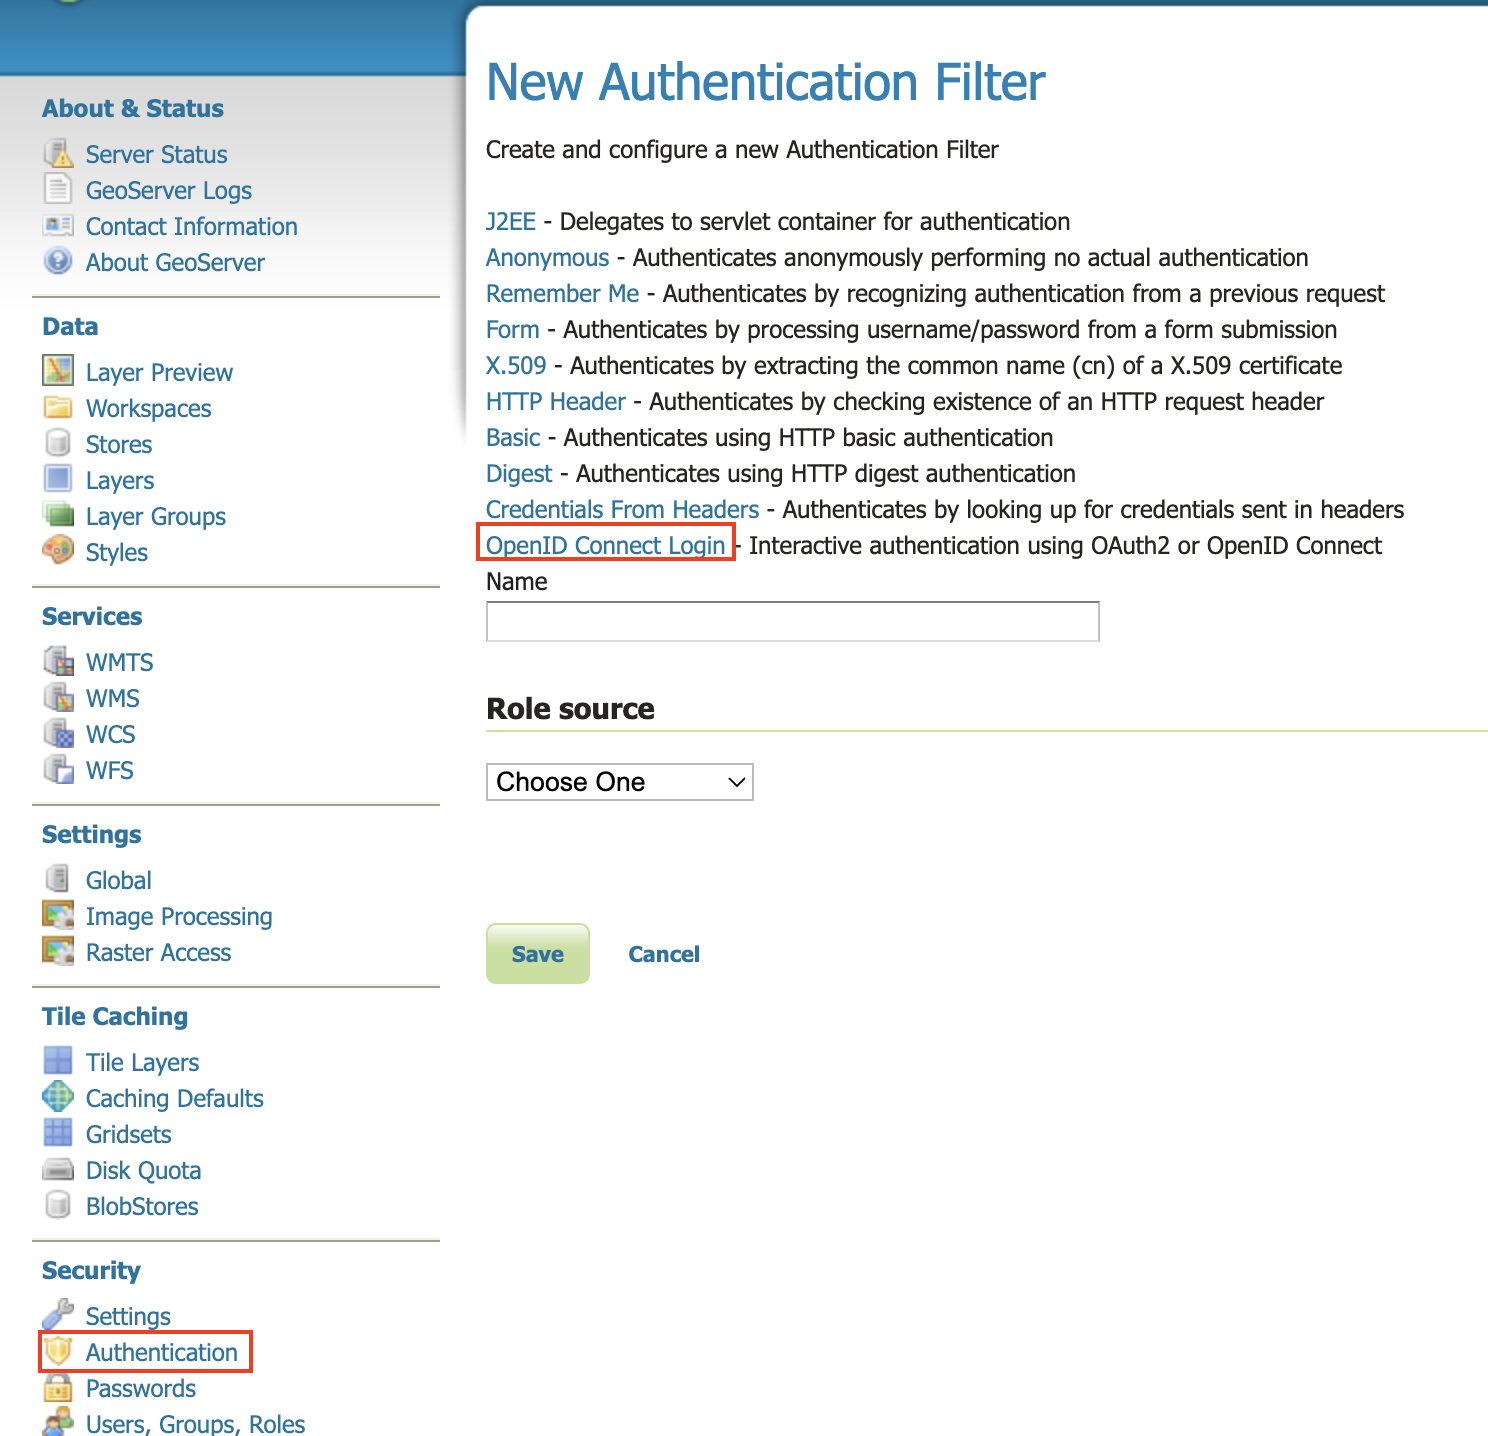 About & Status
Server Status
GeoServer Logs
Contact Information
About GeoServer
Data
Layer Preview
Workspaces
Stores
Layers
Layer Groups
Styles
Services
WMTS
WMS
WCS
WFS
Settings
Global
Image Processing
Raster Access
Tile Caching
Tile Layers
Caching Defaults
Gridsets
Disk Quota
BlobStores
Security
Settings
Authentication
Passwords
Users, Groups, Roles
New Authentication Filter
Create and configure a new Authentication Filter
J2EE - Delegates to servlet container for authentication
Anonymous - Authenticates anonymously performing no actual authentication
Remember Me - Authenticates by recognizing authentication from a previous request
Form - Authenticates by processing username/password from a form submission
X.509 - Authenticates by extracting the common name (cn) of a X.509 certificate
HTTP Header - Authenticates by checking existence of an HTTP request header
Basic - Authenticates using HTTP basic authentication
Digest - Authenticates using HTTP digest authentication
Credentials From Headers - Authenticates by looking up for credentials sent in headers
OpenID Connect Login - Interactive authentication using OAuth2 or OpenID Connect
Name
Role source
Choose One
Save Cancel